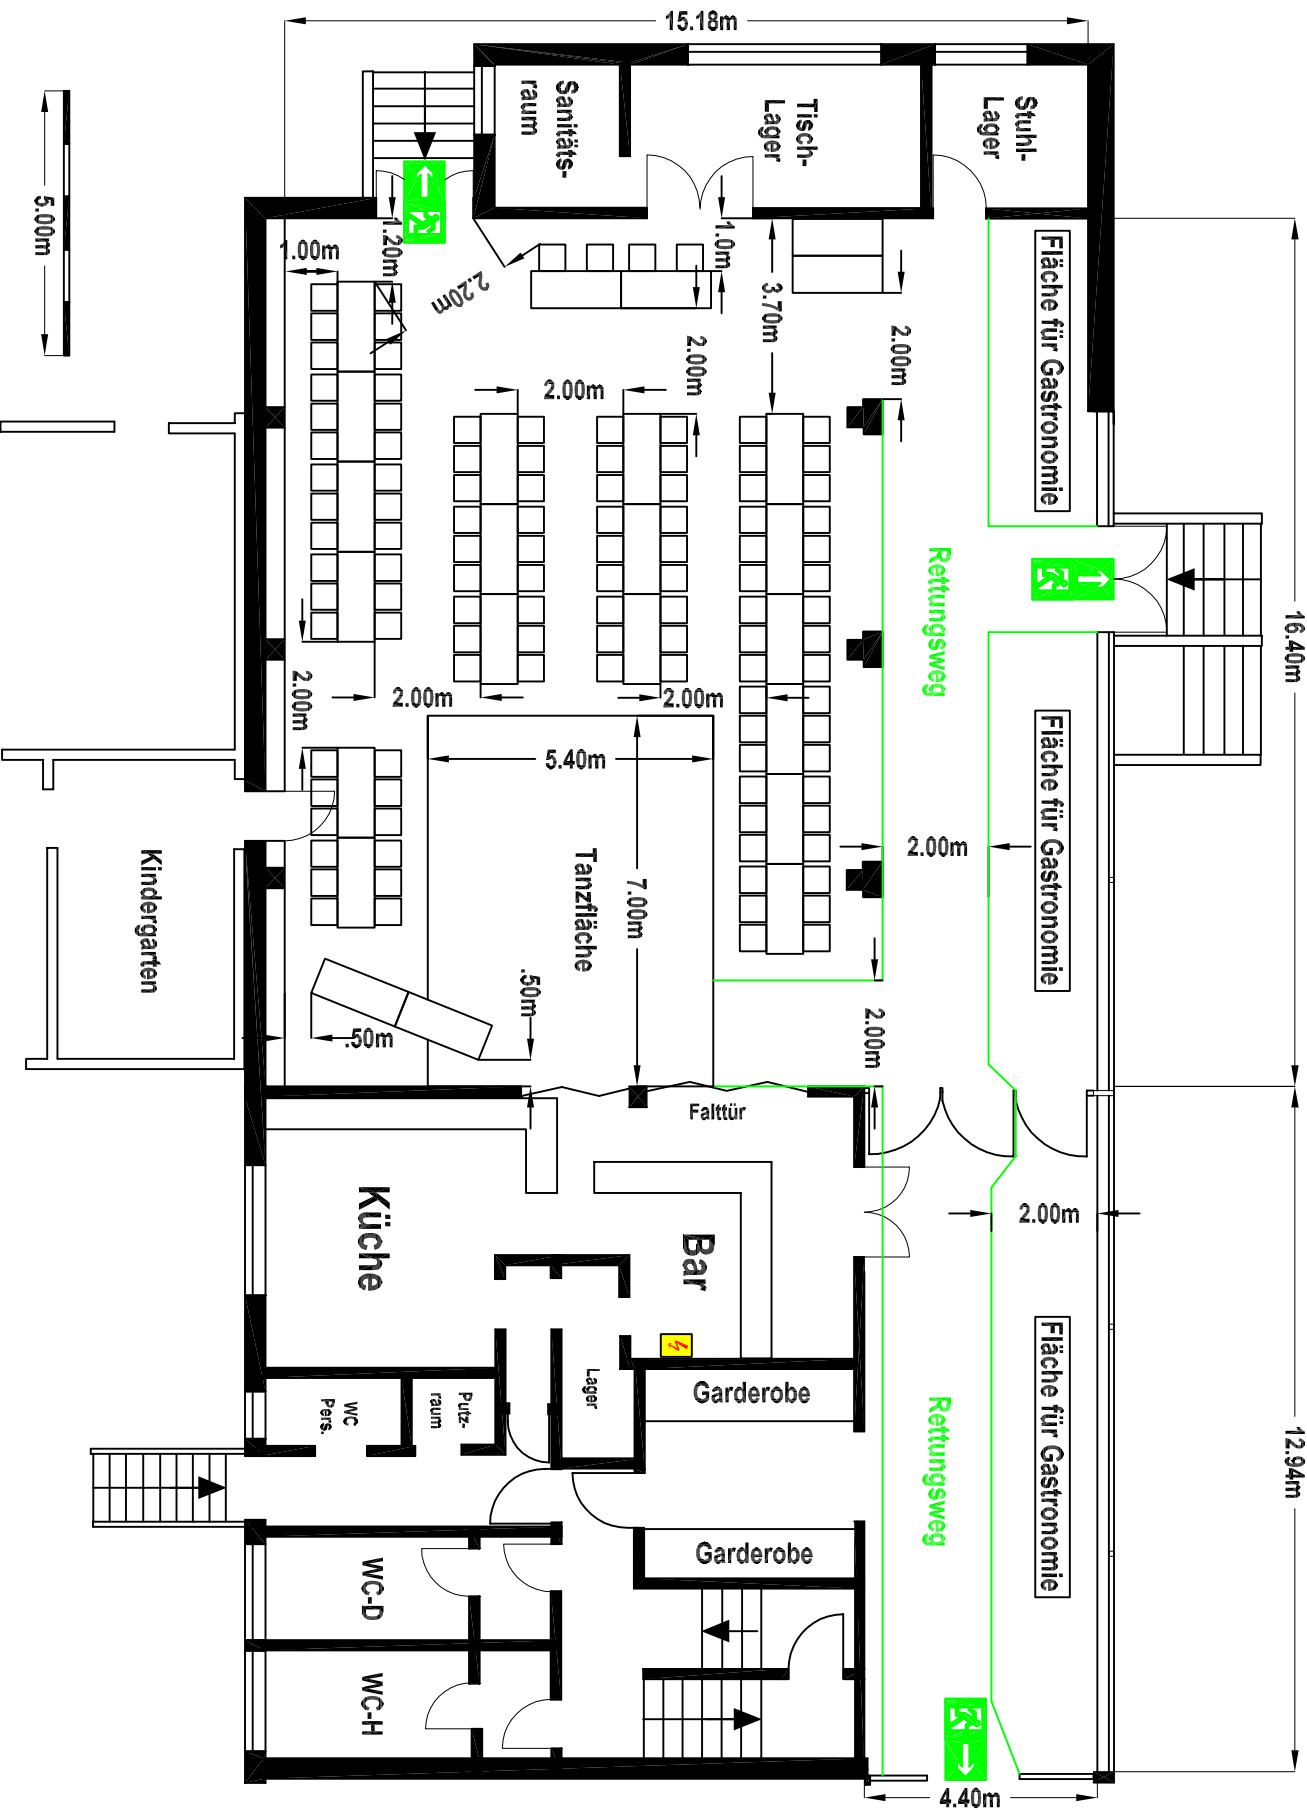 15.18m
5.00m
Sanitäts-
raum
Tisch-
Lager
Stuhl-
Lager
1.00m
1.20m
2.20m
1.0m
3.70m
2.00m
2.00m
2.00m
Fläche für Gastronomie
Rettungsweg
16.40m
2.00m
2.00m
2.00m
5.40m
7.00m
Tanzfläche
2.00m
Fläche für Gastronomie
Kindergarten
.50m
.50m
2.00m
Falttür
Küche
Bar
2.00m
Fläche für Gastronomie
Rettungsweg
12.94m
Lager
Garderobe
WC
Pers.
Putz-
raum
Garderobe
WC-D
WC-H
4.40m